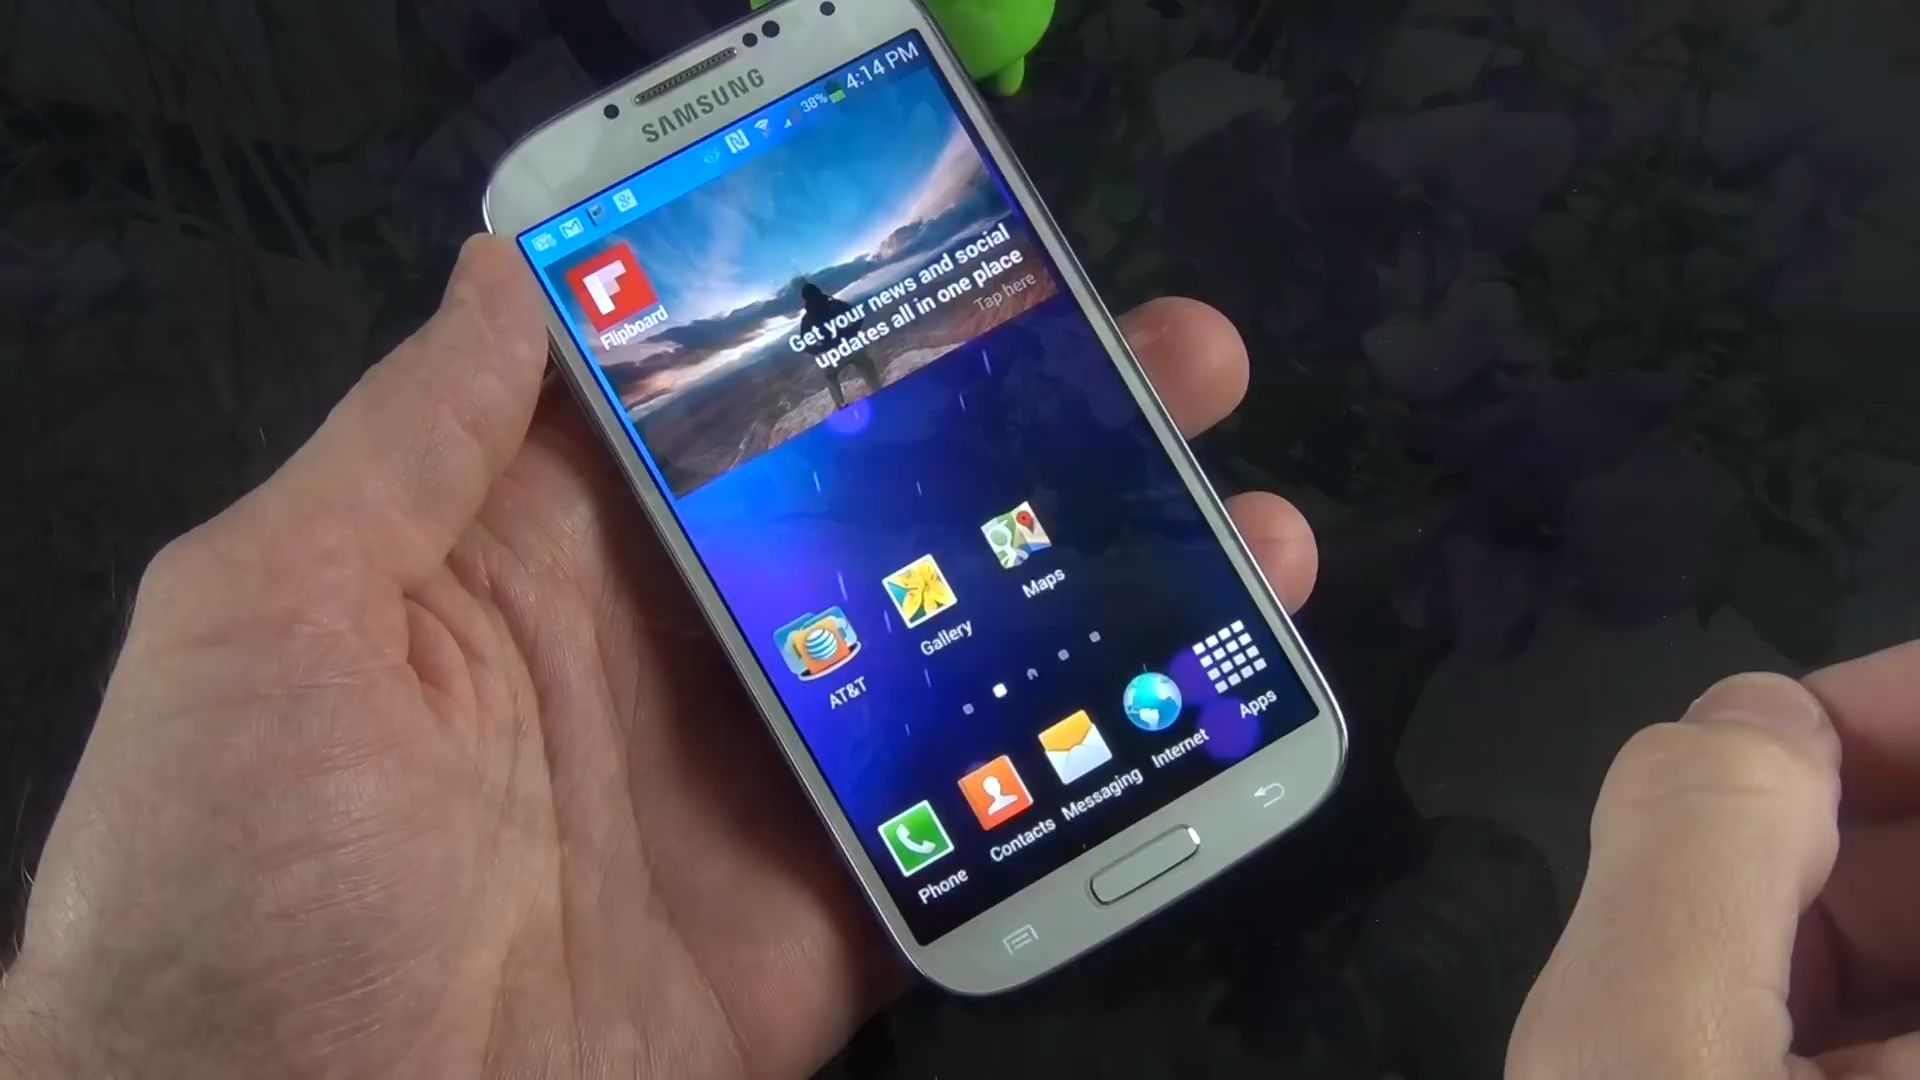 SAMSUNG
38% 4:14 PM
Flipboard
Get your news and social
updates all in one place
Tap here
AT&T
Gallery
Maps
Phone
Contacts
Messaging
Internet
Apps